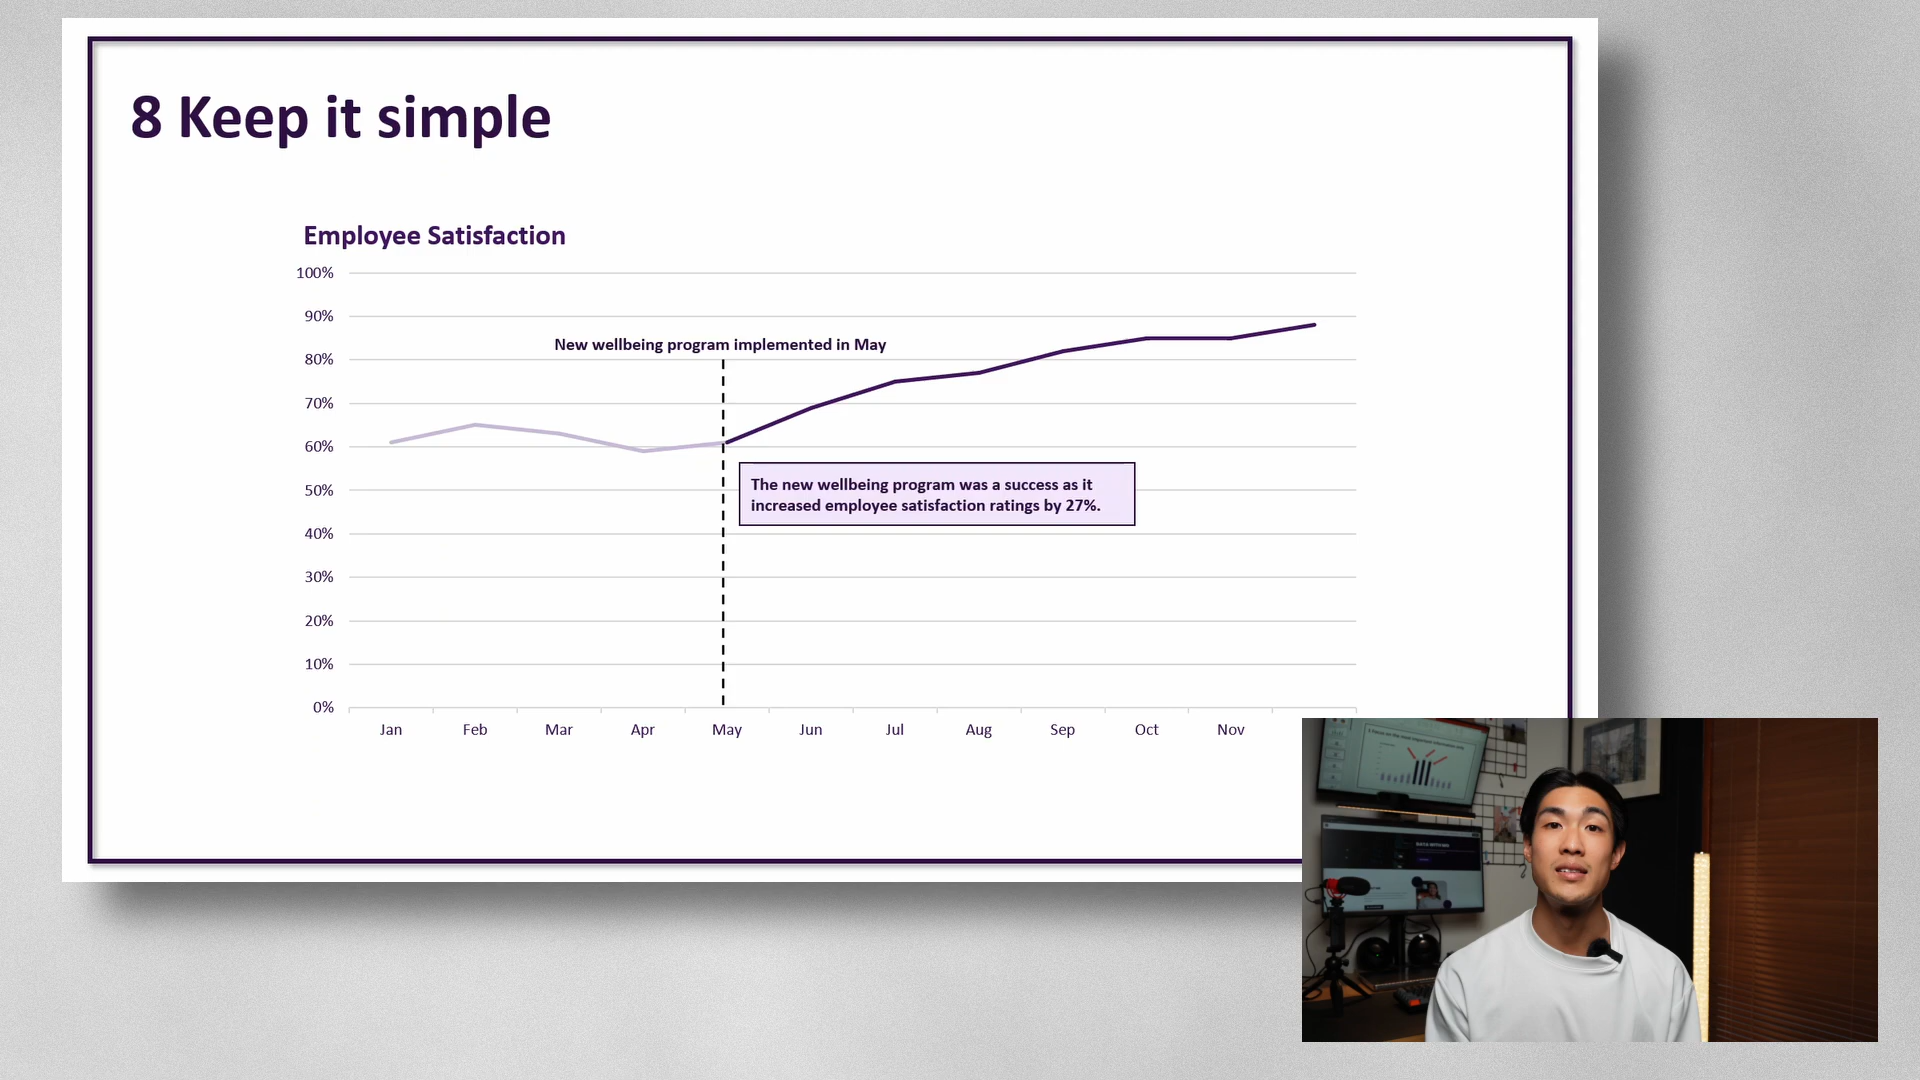 8 Keep it simple
Employee Satisfaction
100%
90%
New wellbeing program implemented in May
80%
70%
60%
The new wellbeing program was a success as it
increased employee satisfaction ratings by 27%.
50%
40%
30%
20%
10%
0%
Jan Feb Mar Apr May Jun Jul Aug Sep Oct Nov